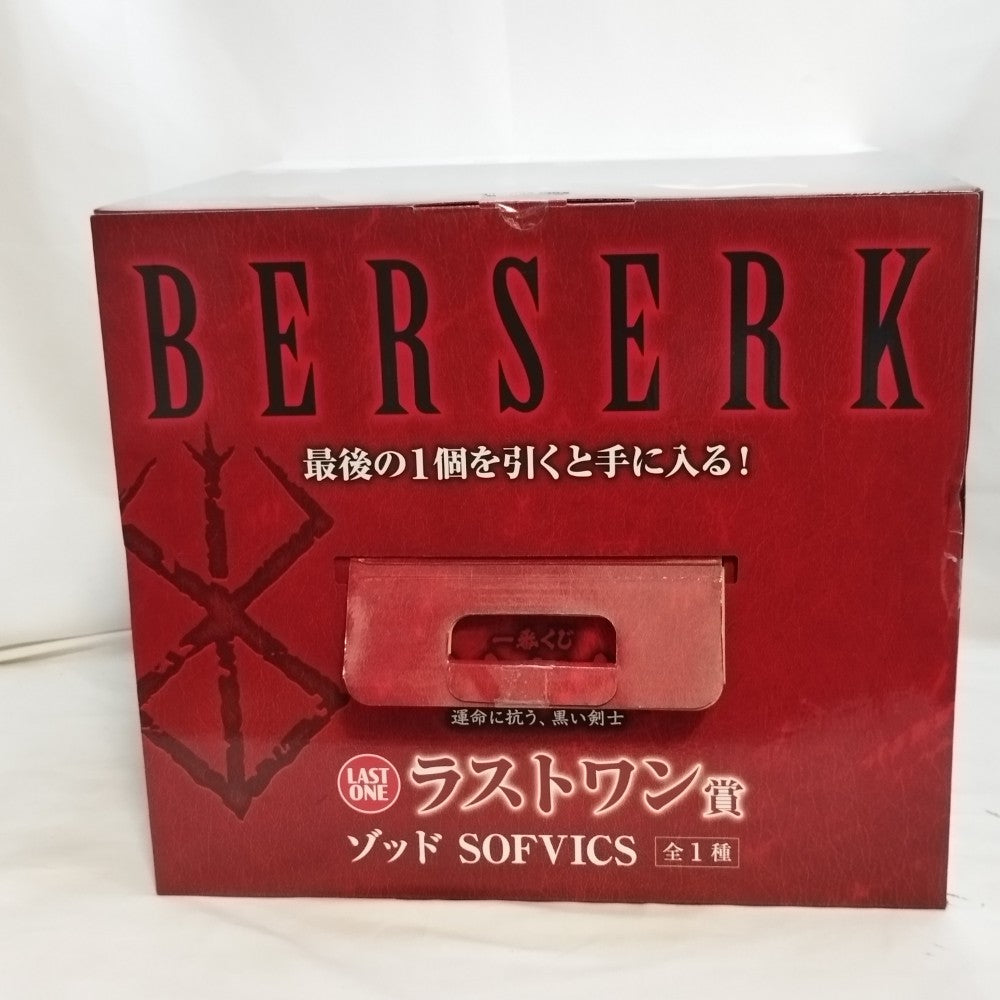 BERSERK
最後の1個を引くと手に入る!
一番くじ
運命に抗う、黒い剣士
LAST
ONE
ラストワン賞
ゾッド SOFVICS 全1種